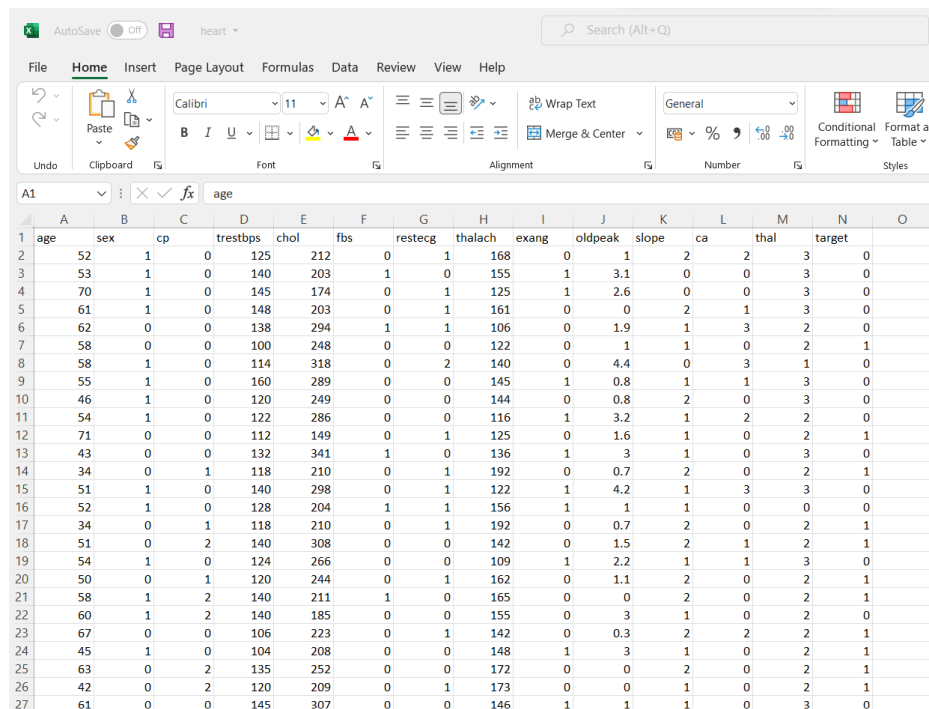 AutoSave Off heart Search (Alt+Q)
File Home Insert Page Layout Formulas Data Review View Help
Calibri 11 A A Wrap Text General
Paste B I U A Merge & Center % 9 .00 Conditional Format a
Formatting Table
Undo Clipboard Font Alignment Number Styles
A1 fx age
A B C D E F G H I J K L M N O
1 age sex cp trestbps chol fbs restecg thalach exang oldpeak slope ca thal target
2 52 1 0 125 212 0 1 168 0 1 2 2 3 0
3 53 1 0 140 203 1 0 155 1 3.1 0 0 3 0
4 70 1 0 145 174 0 1 125 1 2.6 0 0 3 0
5 61 1 0 148 203 0 1 161 0 0 2 1 3 0
6 62 0 0 138 294 1 1 106 0 1.9 1 3 2 0
7 58 0 0 100 248 0 0 122 0 1 1 0 2 1
8 58 1 0 114 318 0 2 140 0 4.4 0 3 1 0
9 55 1 0 160 289 0 0 145 1 0.8 1 1 3 0
10 46 1 0 120 249 0 0 144 0 0.8 2 0 3 0
11 54 1 0 122 286 0 0 116 1 3.2 1 2 2 0
12 71 0 0 112 149 0 1 125 0 1.6 1 0 2 1
13 43 0 0 132 341 1 0 136 1 3 1 0 3 0
14 34 0 1 118 210 0 1 192 0 0.7 2 0 2 1
15 51 1 0 140 298 0 1 122 1 4.2 1 3 3 0
16 52 1 0 128 204 1 1 156 1 1 1 0 0 0
17 34 0 1 118 210 0 1 192 0 0.7 2 0 2 1
18 51 0 2 140 308 0 0 142 0 1.5 2 1 2 1
19 54 1 0 124 266 0 0 109 1 2.2 1 1 3 0
20 50 0 1 120 244 0 1 162 0 1.1 2 0 2 1
21 58 1 2 140 211 1 0 165 0 0 2 0 2 1
22 60 1 2 140 185 0 0 155 0 3 1 0 2 0
23 67 0 0 106 223 0 1 142 0 0.3 2 2 2 1
24 45 1 0 104 208 0 0 148 1 3 1 0 2 1
25 63 0 2 135 252 0 0 172 0 0 2 0 2 1
26 42 0 2 120 209 0 1 173 0 0 1 0 2 1
27 61 0 0 145 307 0 0 146 1 1 1 0 3 0